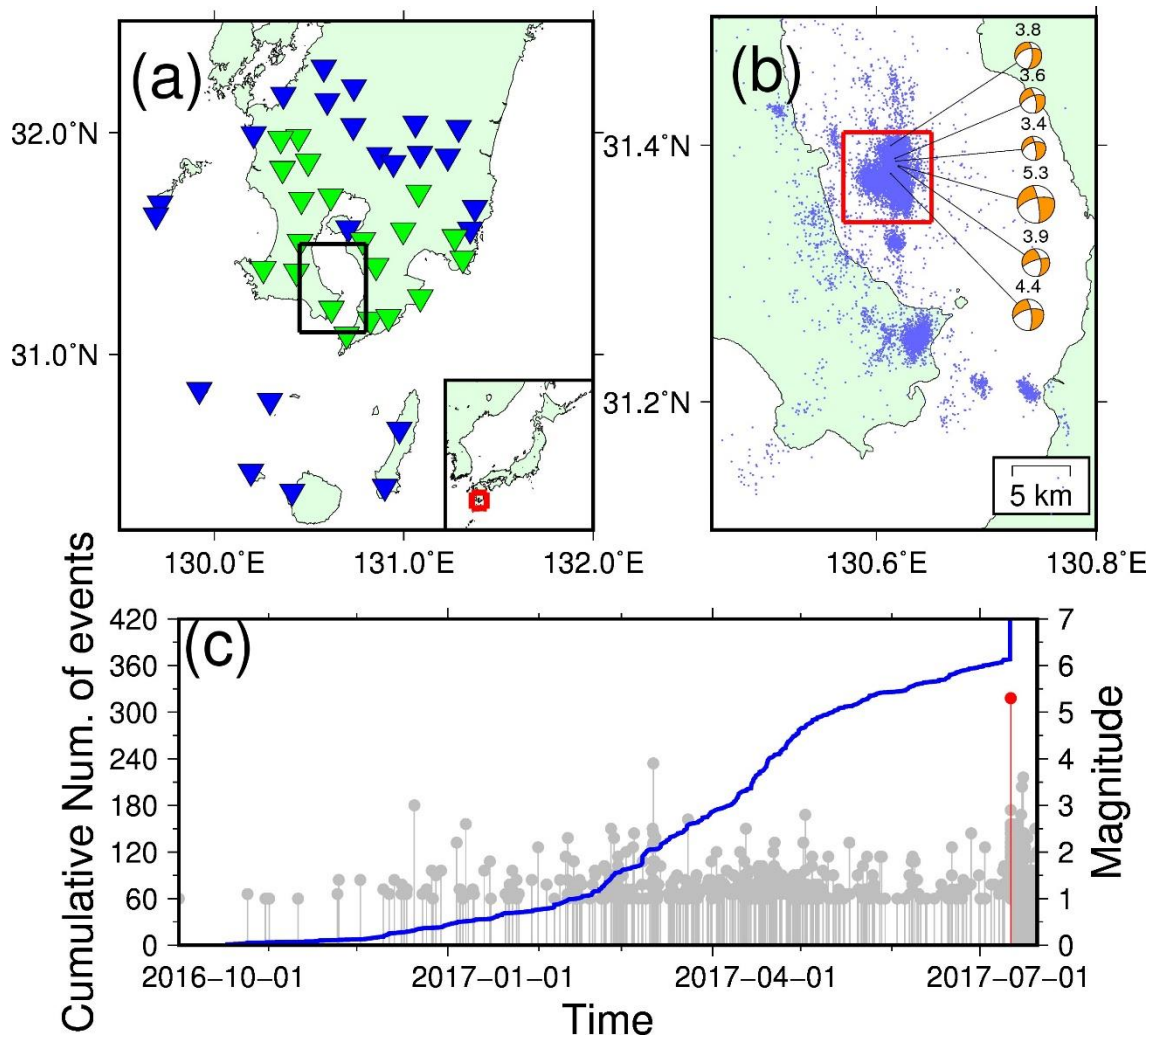 (a)
32.0°N
31.0°N
130.0°E
131.0°E
132.0°E
(b)
31.4°N
31.2°N
3.8
3.6
3.4
5.3
3.9
4.4
5 km
130.6°E
130.8°E
(c)
Cumulative Num. of events
420
360
300
240
180
120
60
0
7
6
5
4
3
2
1
0
Magnitude
2016-10-01
2017-01-01
2017-04-01
2017-07-01
Time